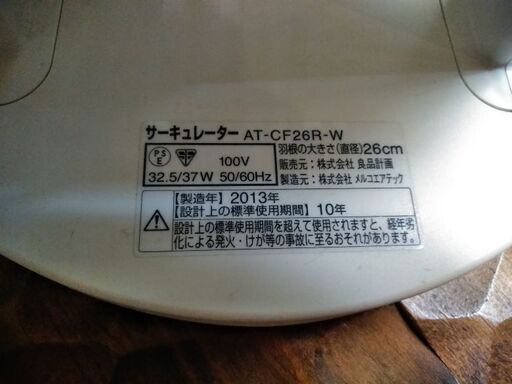 サーキュレーター AT-CF26R-W
PS
E
100V
32.5/37W 50/60Hz
羽根の大きさ(直径)26cm
販売元：株式会社 良品計画
製造元：株式会社 メルコエアテック
【製造年】2013年
【設計上の標準使用期間】10年
設計上の標準使用期間を超えて使用されますと、経年劣
化による発火・けが等の事故に至るおそれがあります。